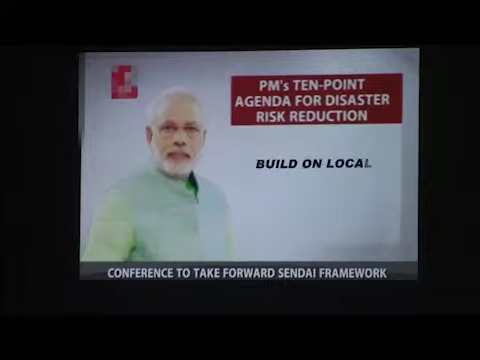 PM's TEN-POINT
AGENDA FOR DISASTER
RISK REDUCTION
BUILD ON LOCAL
CONFERENCE TO TAKE FORWARD SENDAI FRAMEWORK